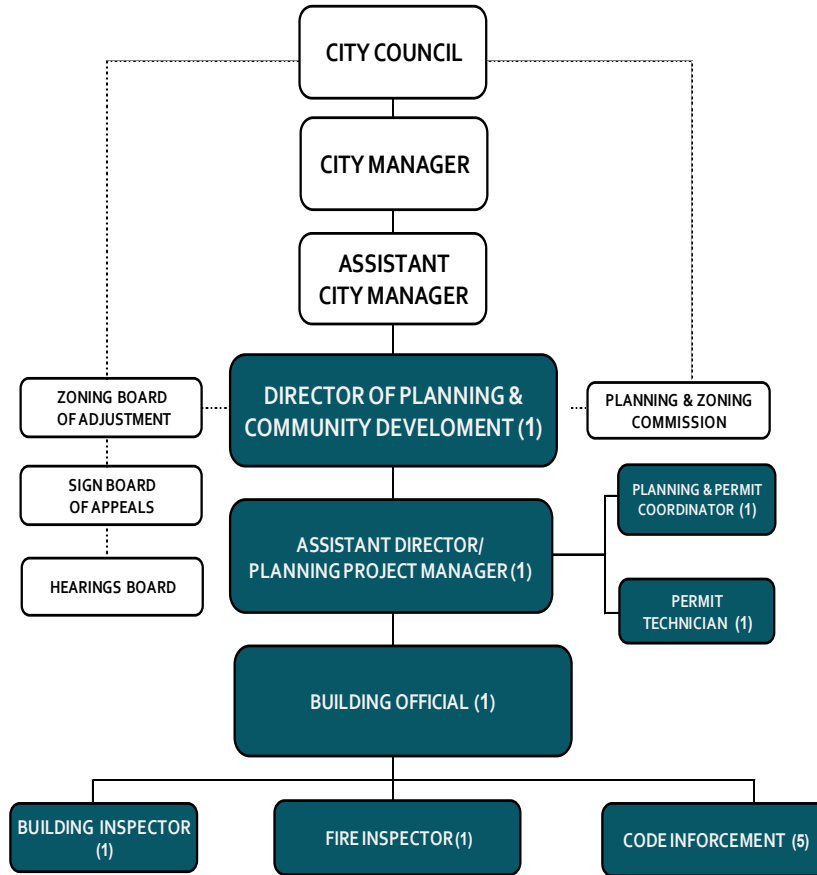 CITY COUNCIL
CITY MANAGER
ASSISTANT
CITY MANAGER
DIRECTOR OF PLANNING &
COMMUNITY DEVELOMENT (1)
ZONING BOARD
OF ADJUSTMENT
PLANNING & ZONING
COMMISSION
SIGN BOARD
OF APPEALS
HEARINGS BOARD
ASSISTANT DIRECTOR/
PLANNING PROJECT MANAGER (1)
PLANNING & PERMIT
COORDINATOR (1)
PERMIT
TECHNICIAN (1)
BUILDING OFFICIAL (1)
BUILDING INSPECTOR
(1)
FIRE INSPECTOR (1)
CODE INFORCEMENT (5)